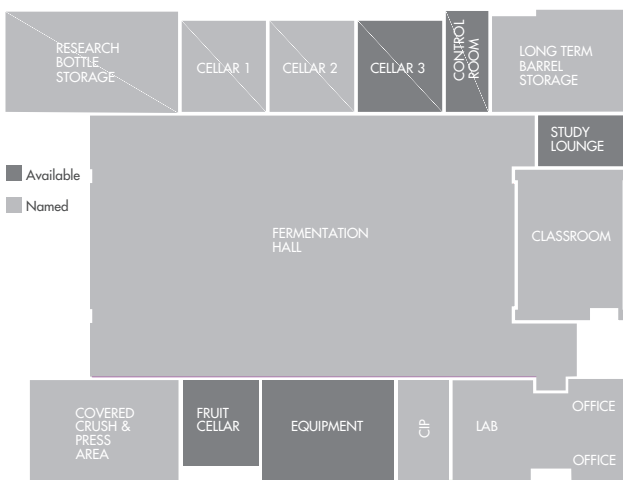 RESEARCH
BOTTLE
STORAGE
CELLAR 1
CELLAR 2
CELLAR 3
CONTROL
ROOM
LONG TERM
BARREL
STORAGE
STUDY
LOUNGE
Available
Named
FERMENTATION
HALL
CLASSROOM
COVERED
CRUSH &
PRESS
AREA
FRUIT
CELLAR
EQUIPMENT
CIP
LAB
OFFICE
OFFICE